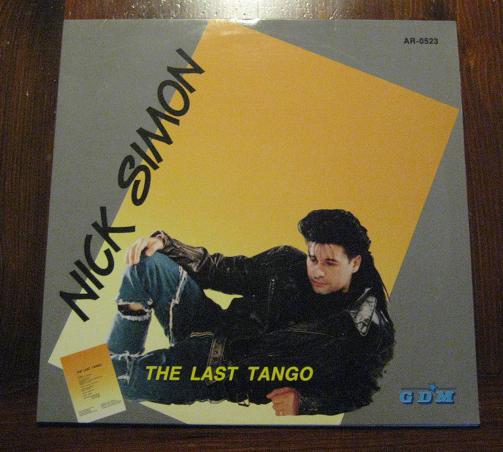 AR-0523
NICK SIMON
THE LAST TANGO
THE LAST TANGO
GDM